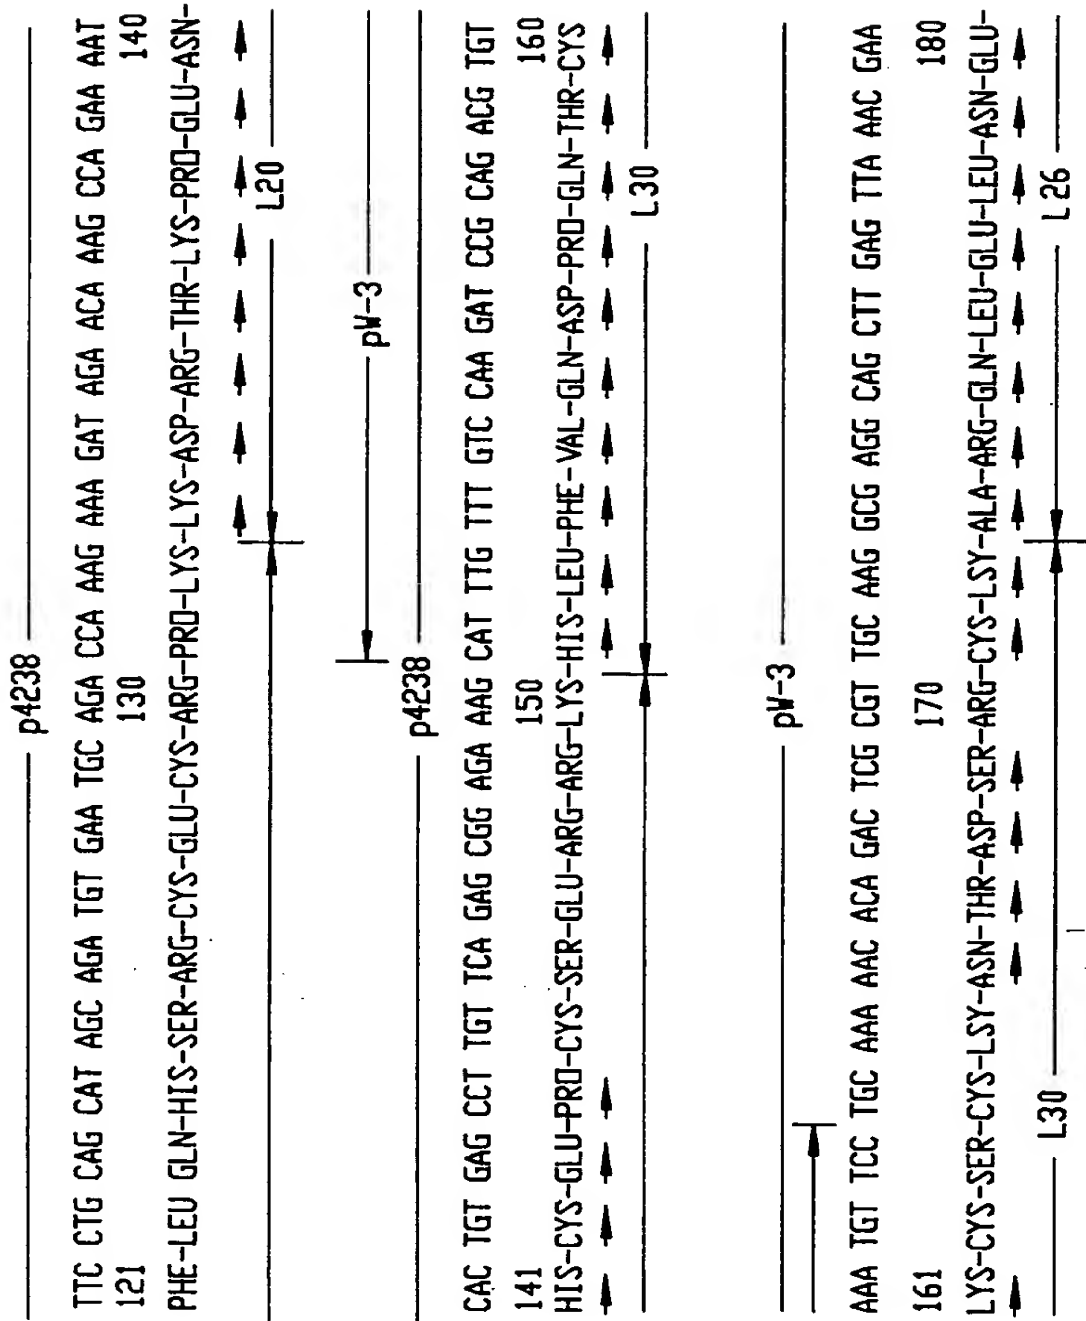 p4238
TTC CTG CAG CAT AGC AGA TGT GAA TGC AGA CCA AAG AAA GAT AGA ACA AAG CCA GAA AAT
121 130 140
PHE-LEU GLN-HIS-SER-ARG-CYS-GLU-CYS-ARG-PRO-LYS-LYS-ASP-ARG-THR-LYS-PRO-GLU-ASN-
L20
pW-3
p4238
CAC TGT GAG CCT TGT TCA GAG CGG AGA AAG CAT TTG TTT GTC CAA GAT CCG CAG ACG TGT
141 150 160
HIS-CYS-GLU-PRO-CYS-SER-GLU-ARG-ARG-LYS-HIS-LEU-PHE-VAL-GLN-ASP-PRO-GLN-THR-CYS
L30
pW-3
AAA TGT TCC TGC AAA AAC ACA GAC TCG CGT TGC AAG GCG AGG CAG CTT GAG TTA AAC GAA
161 170 180
LYS-CYS-SER-CYS-LSY-ASN-THR-ASP-SER-ARG-CYS-LSY-ALA-ARG-GLN-LEU-GLU-LEU-ASN-GLU-
L30 L26